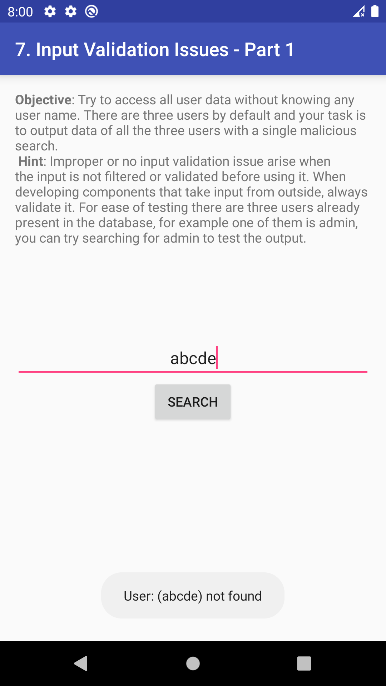 8:00
7. Input Validation Issues - Part 1
Objective: Try to access all user data without knowing any
user name. There are three users by default and your task is
to output data of all the three users with a single malicious
search.
Hint: Improper or no input validation issue arise when
the input is not filtered or validated before using it. When
developing components that take input from outside, always
validate it. For ease of testing there are three users already
present in the database, for example one of them is admin,
you can try searching for admin to test the output.
abcde
SEARCH
User: (abcde) not found